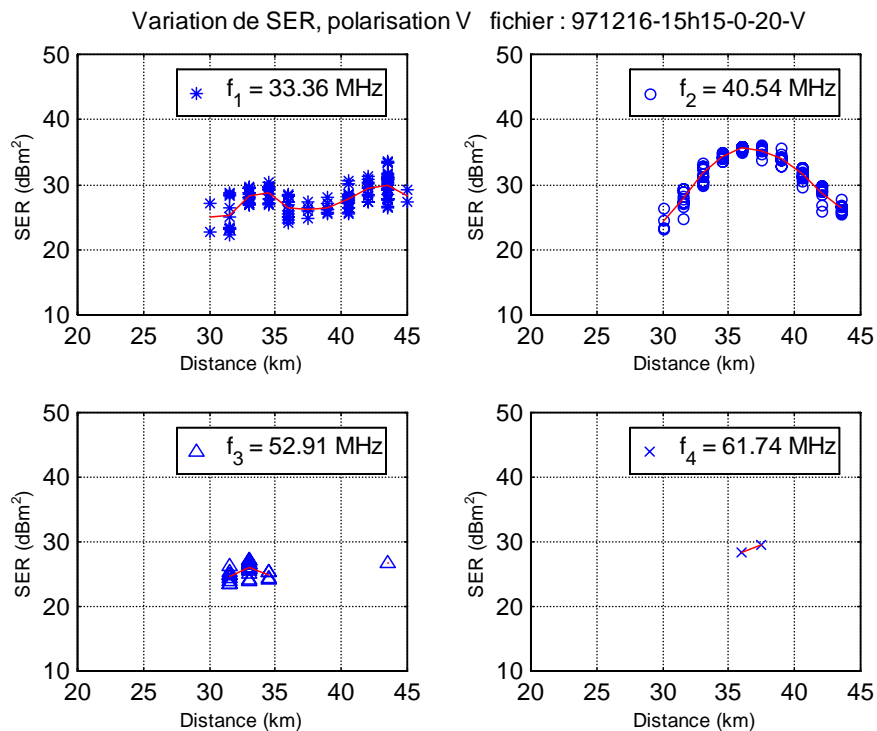 Variation de SER, polarisation V fichier : 971216-15h15-0-20-V
50
40
30
20
10
SER (dBm²)
f₁ = 33.36 MHz
20 25 30 35 40 45
Distance (km)
50
40
30
20
10
SER (dBm²)
f₂ = 40.54 MHz
20 25 30 35 40 45
Distance (km)
50
40
30
20
10
SER (dBm²)
f₃ = 52.91 MHz
20 25 30 35 40 45
Distance (km)
50
40
30
20
10
SER (dBm²)
f₄ = 61.74 MHz
20 25 30 35 40 45
Distance (km)